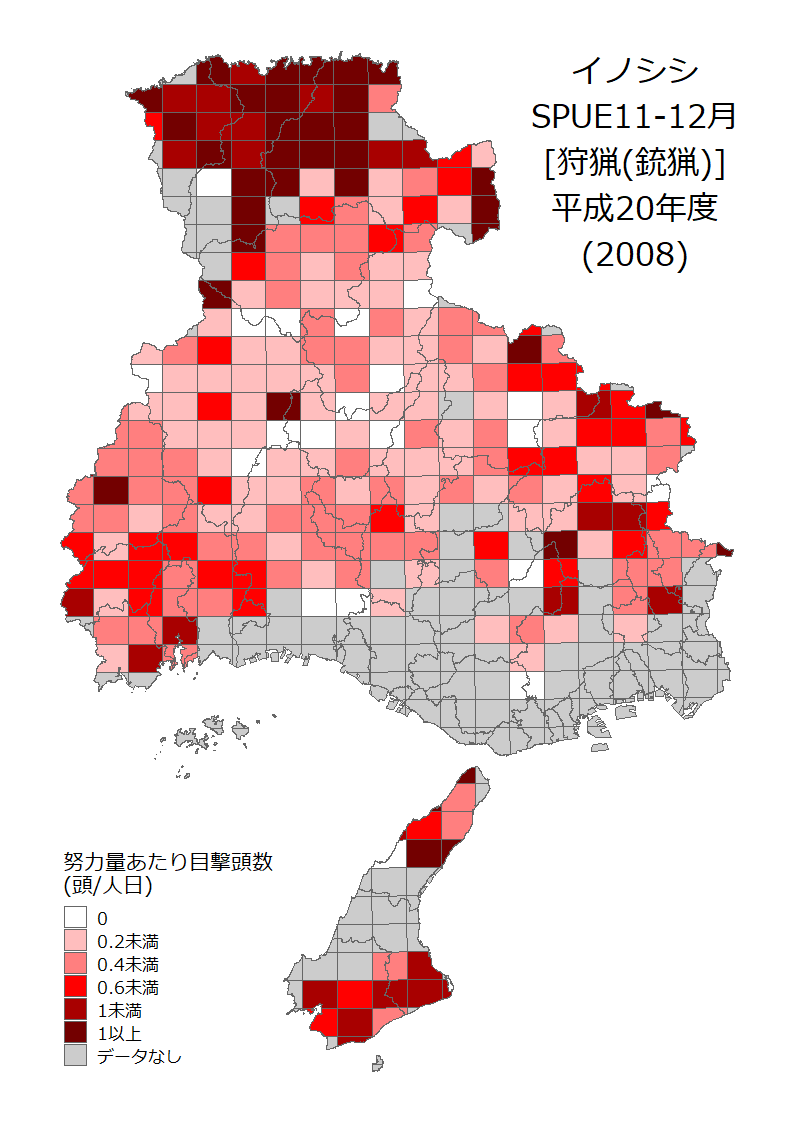 イノシシ
SPUE11-12月
[狩猟(銃猟)]
平成20年度
(2008)
努力量あたり目撃頭数
(頭/人日)
0
0.2未満
0.4未満
0.6未満
1未満
1以上
データなし